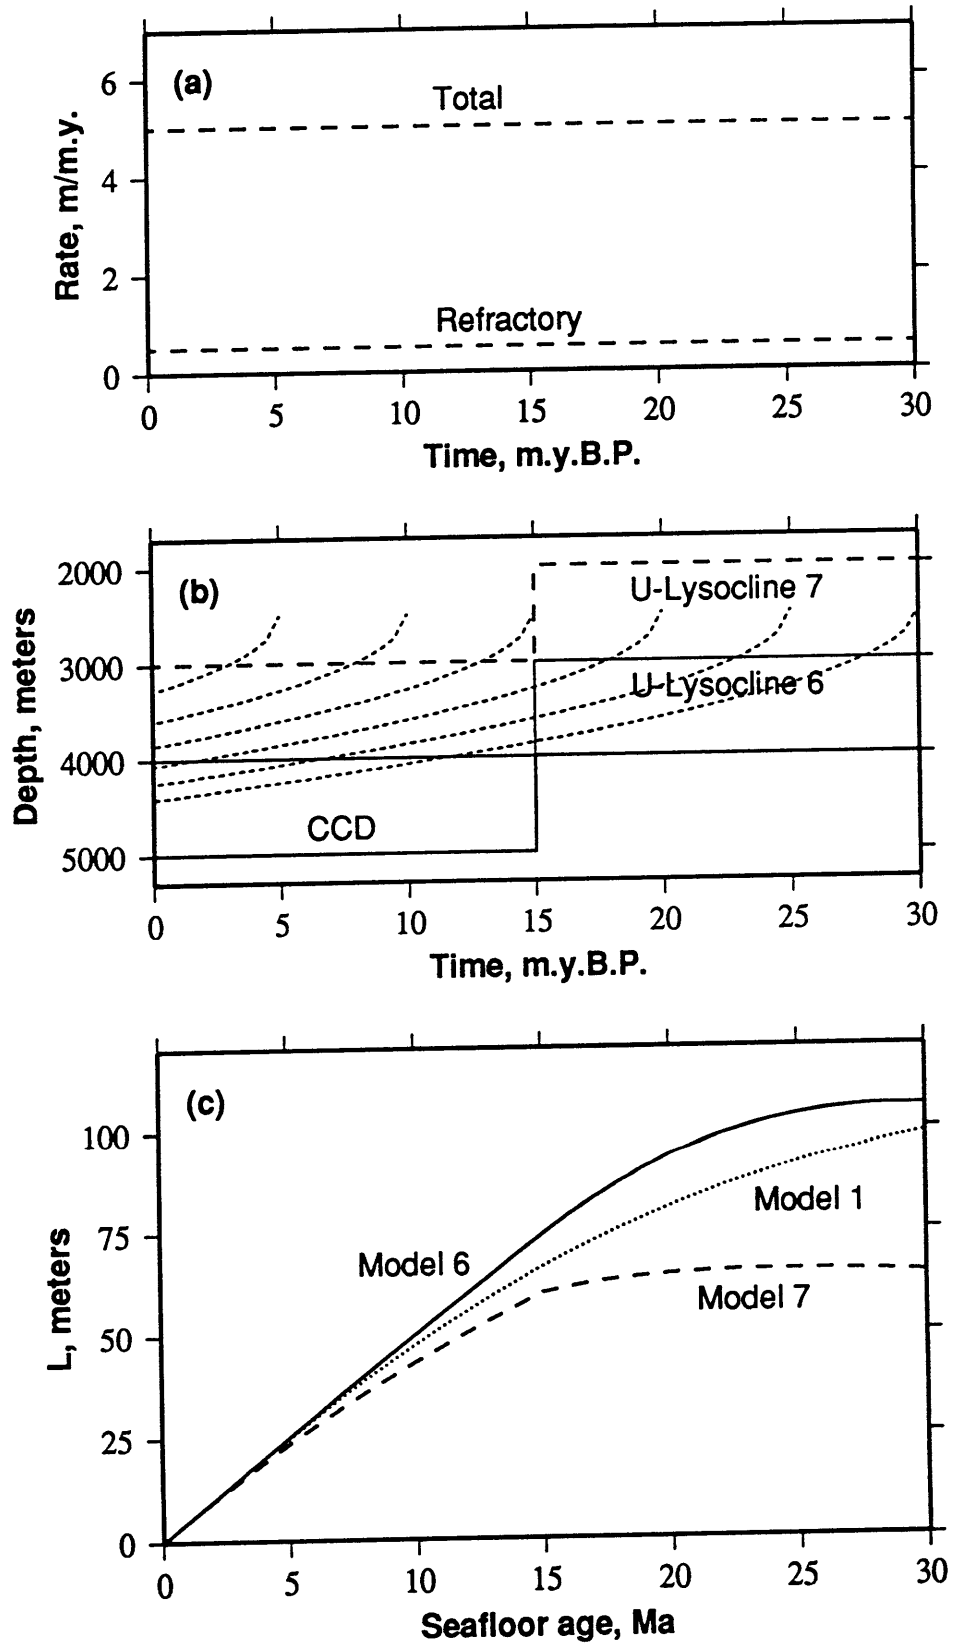 (a)
Total
Refractory
Rate, m/m.y.
6
4
2
0
0 5 10 15 20 25 30
Time, m.y.B.P.
(b)
U-Lysocline 7
U-Lysocline 6
CCD
Depth, meters
2000
3000
4000
5000
0 5 10 15 20 25 30
Time, m.y.B.P.
(c)
Model 1
Model 6
Model 7
L, meters
100
75
50
25
0
0 5 10 15 20 25 30
Seafloor age, Ma